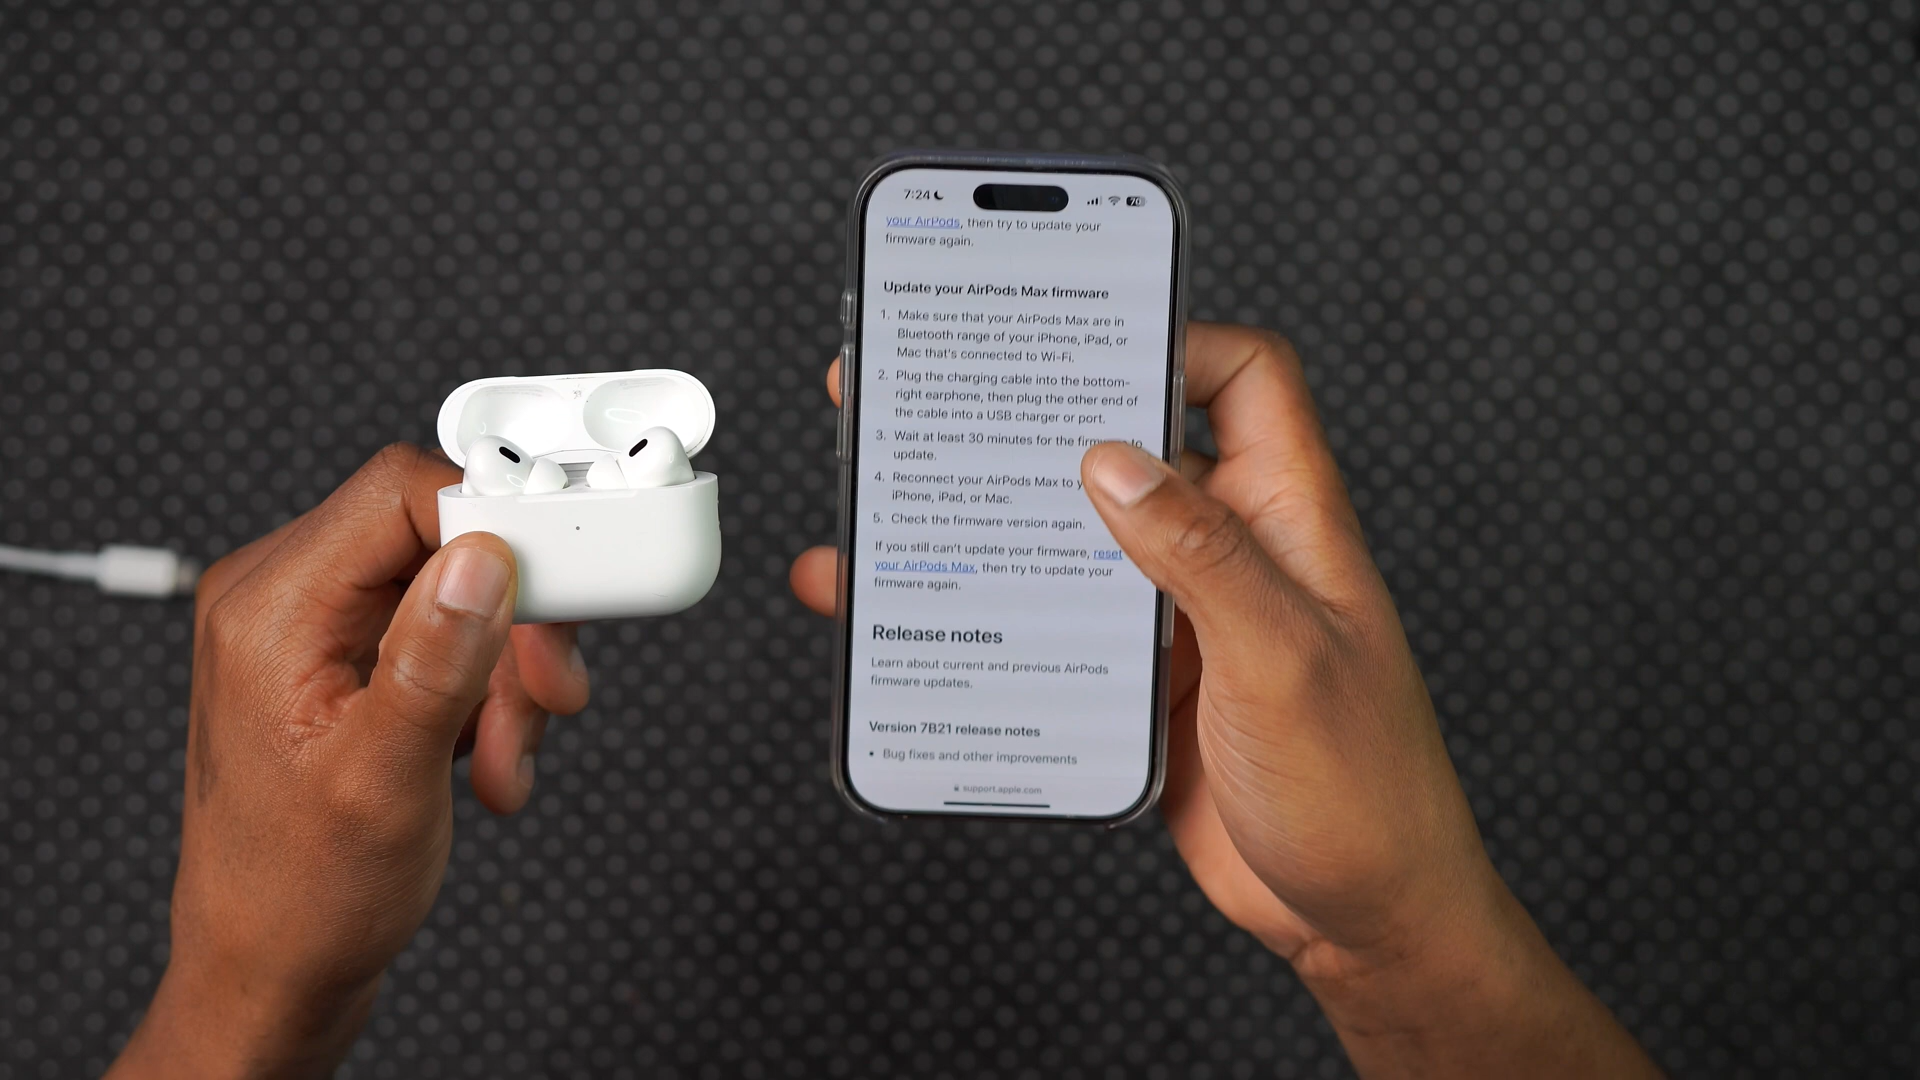 7:24
70
your AirPods, then try to update your
firmware again.
Update your AirPods Max firmware
1. Make sure that your AirPods Max are in
Bluetooth range of your iPhone, iPad, or
Mac that's connected to Wi-Fi.
2. Plug the charging cable into the bottom-
right earphone, then plug the other end of
the cable into a USB charger or port.
3. Wait at least 30 minutes for the to
update.
4. Reconnect your AirPods Max to
iPhone, iPad, or Mac.
5. Check the firmware version again.
If you still can't update your firmware, reset
your AirPods Max, then try to update your
firmware again.
Release notes
Learn about current and previous AirPods
firmware updates.
Version 7B21 release notes
• Bug fixes and other improvements
support.apple.com